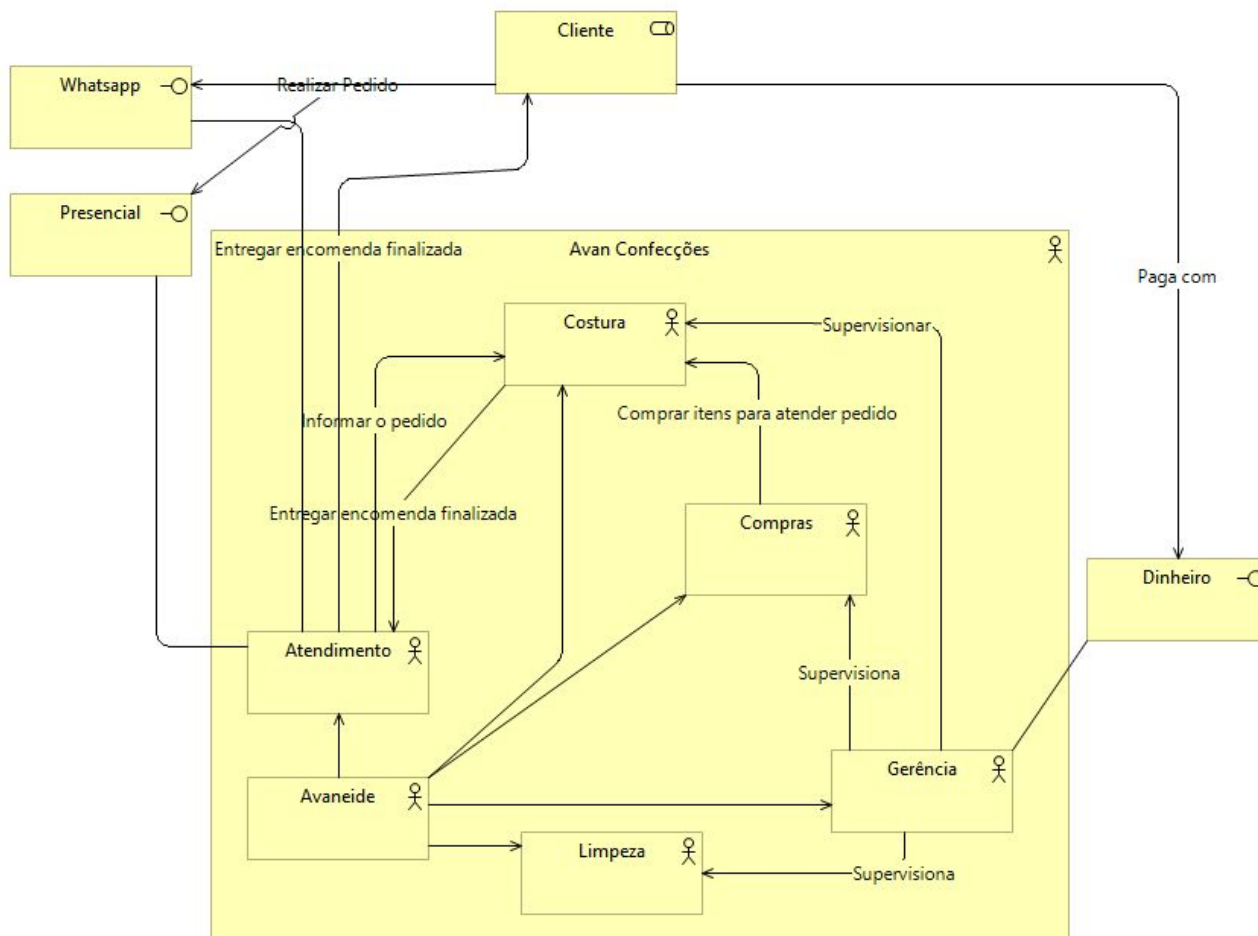 Cliente
Whatsapp
Realizar Pedido
Presencial
Entregar encomenda finalizada
Avan Confecções
Paga com
Costura
Supervisionar
Informar o pedido
Comprar itens para atender pedido
Entregar encomenda finalizada
Compras
Dinheiro
Atendimento
Supervisiona
Gerência
Avaneide
Limpeza
Supervisiona